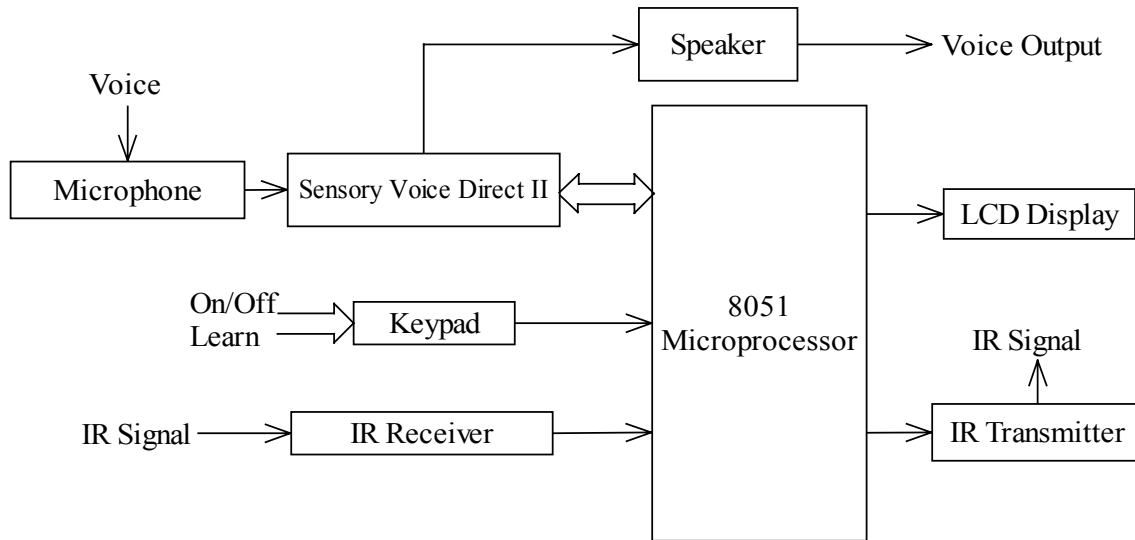 Speaker
Voice Output
Voice
Microphone
Sensory Voice Direct II
LCD Display
On/Off
Learn
Keypad
8051
Microprocessor
IR Signal
IR Signal
IR Receiver
IR Transmitter